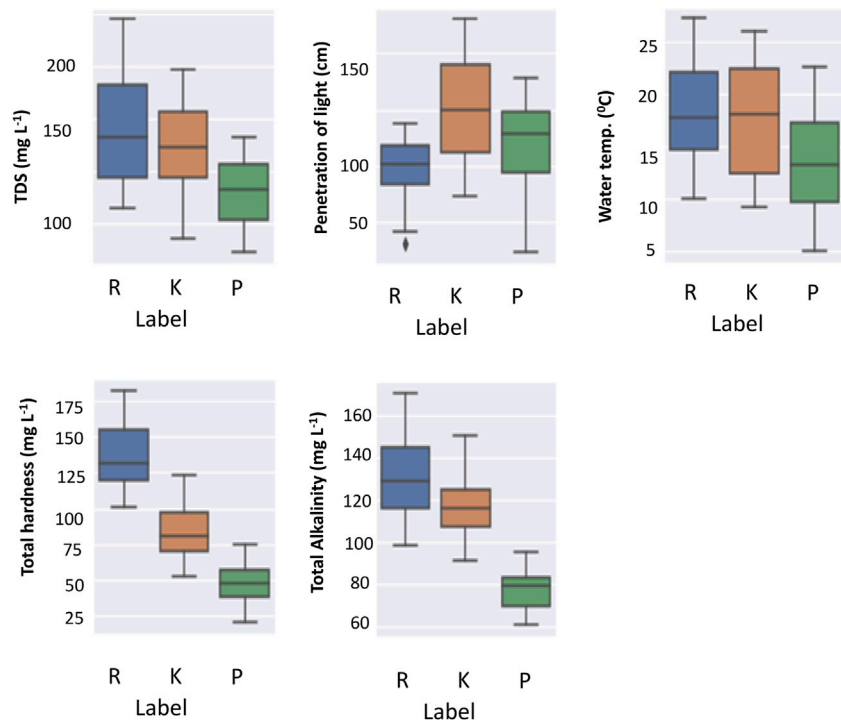 TDS (mg L-1)
200
150
100
R K P
Label
Penetration of light (cm)
150
100
50
R K P
Label
Water temp. (⁰C)
25
20
15
10
5
R K P
Label
Total hardness (mg L-1)
175
150
125
100
75
50
25
R K P
Label
Total Alkalinity (mg L-1)
160
140
120
100
80
60
R K P
Label